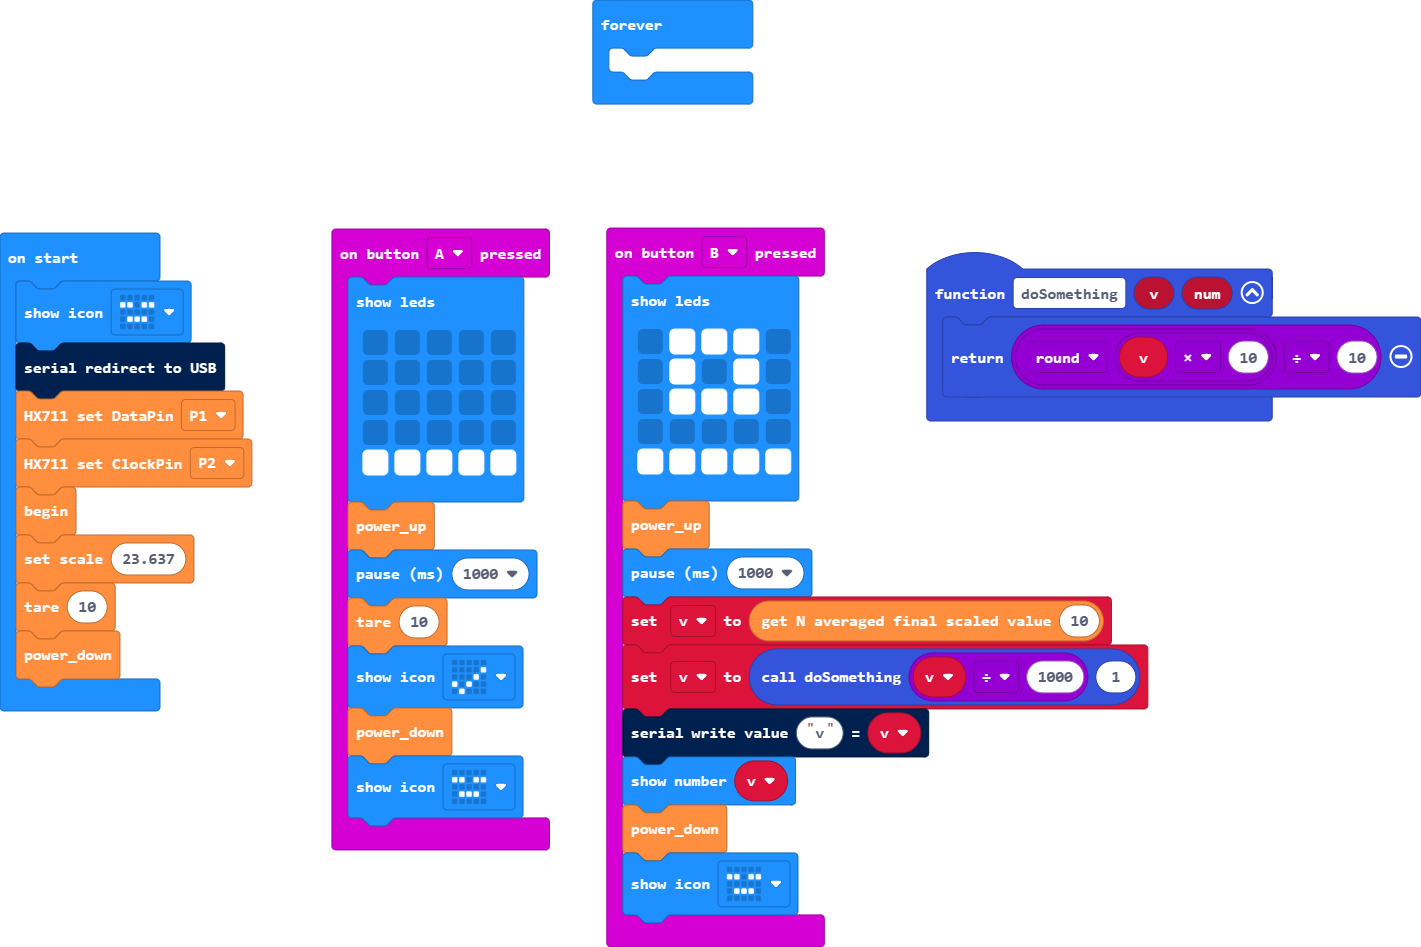 forever
on start
show icon
serial redirect to USB
HX711 set DataPin P1
HX711 set ClockPin P2
begin
set scale 23.637
tare 10
power_down
on button A pressed
show leds
power_up
pause (ms) 1000
tare 10
show icon
power_down
show icon
on button B pressed
show leds
power_up
pause (ms) 1000
set v to get N averaged final scaled value 10
set v to call doSomething v ÷ 1000 1
serial write value "v" = v
show number v
power_down
show icon
function doSomething v num
return round v × 10 ÷ 10